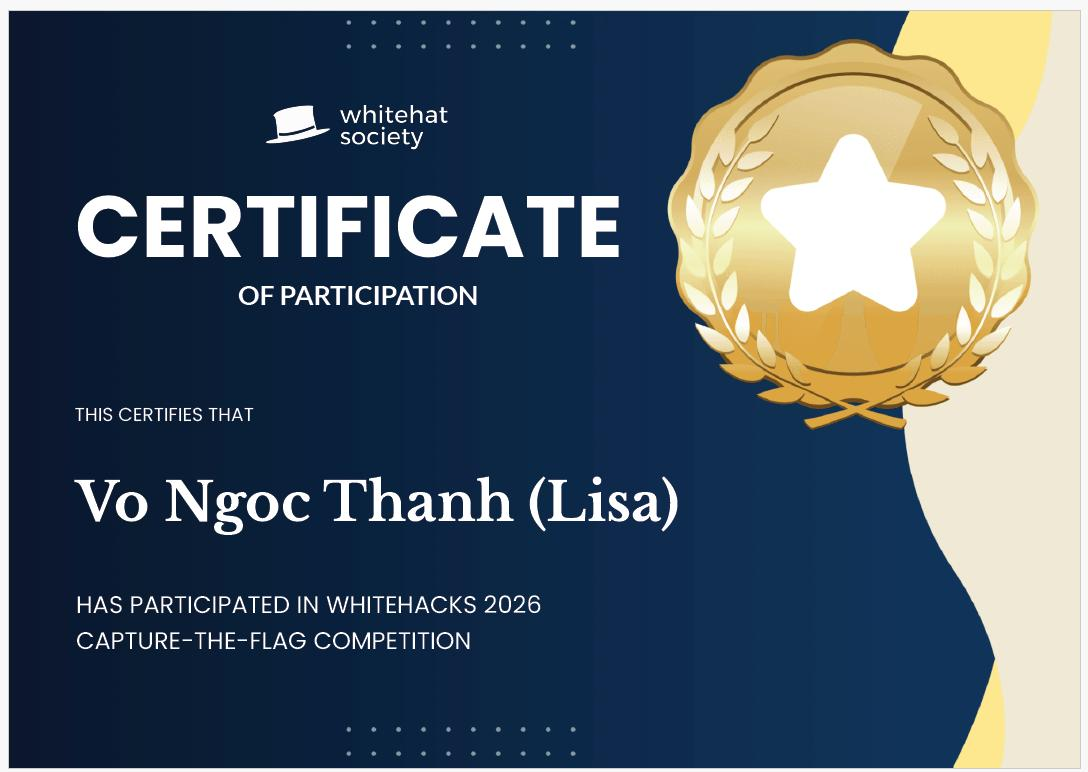 whitehat
society
CERTIFICATE
OF PARTICIPATION
THIS CERTIFIES THAT
Vo Ngoc Thanh (Lisa)
HAS PARTICIPATED IN WHITEHACKS 2026
CAPTURE-THE-FLAG COMPETITION